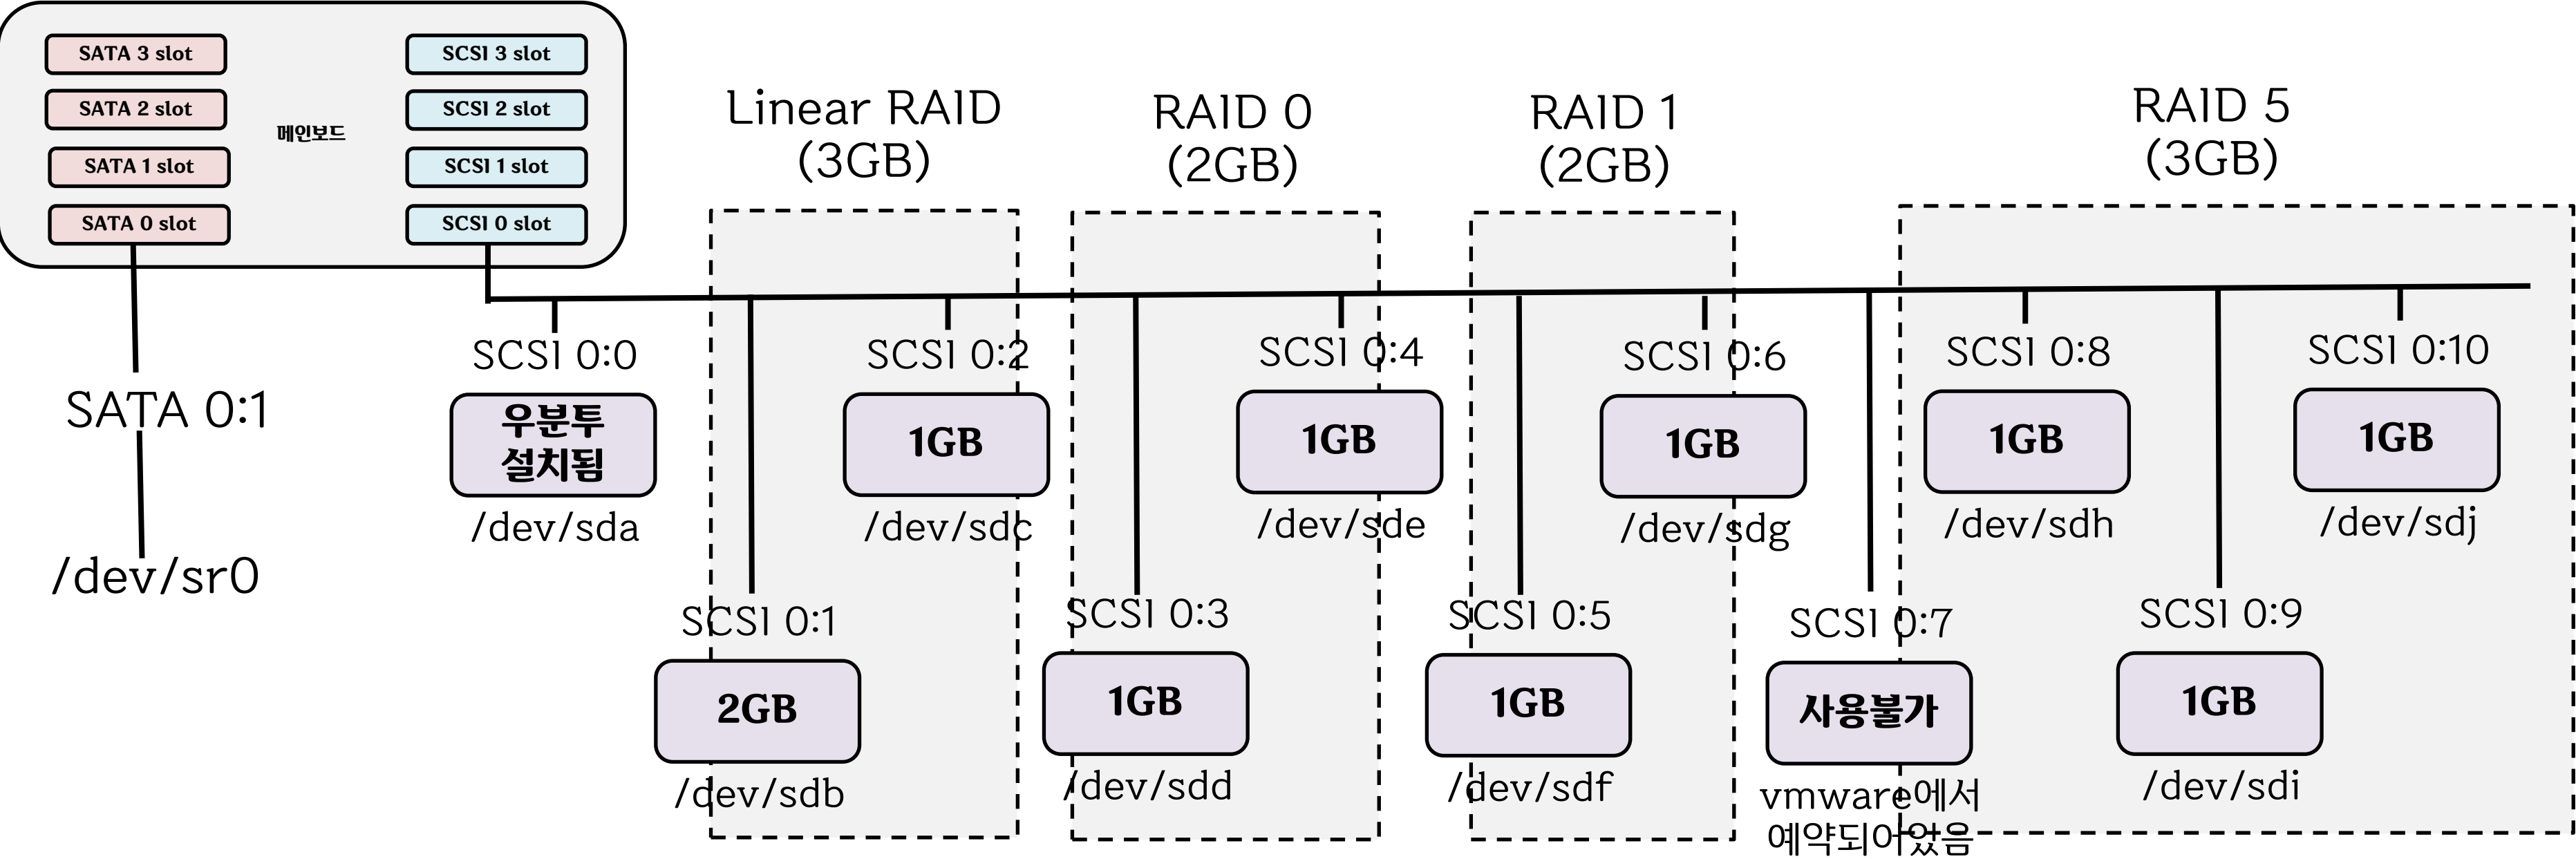 SATA 3 slot
SATA 2 slot
SATA 1 slot
SATA 0 slot
메인보드
SCSI 3 slot
SCSI 2 slot
SCSI 1 slot
SCSI 0 slot
SATA 0:1
/dev/sr0
Linear RAID
(3GB)
RAID 0
(2GB)
RAID 1
(2GB)
RAID 5
(3GB)
SCSI 0:0
우분투
설치됨
/dev/sda
SCSI 0:1
2GB
/dev/sdb
SCSI 0:2
1GB
/dev/sdc
SCSI 0:3
1GB
/dev/sdd
SCSI 0:4
1GB
/dev/sde
SCSI 0:5
1GB
/dev/sdf
SCSI 0:6
1GB
/dev/sdg
SCSI 0:7
사용불가
vmware에서
예약되어있음
SCSI 0:8
1GB
/dev/sdh
SCSI 0:9
1GB
/dev/sdi
SCSI 0:10
1GB
/dev/sdj